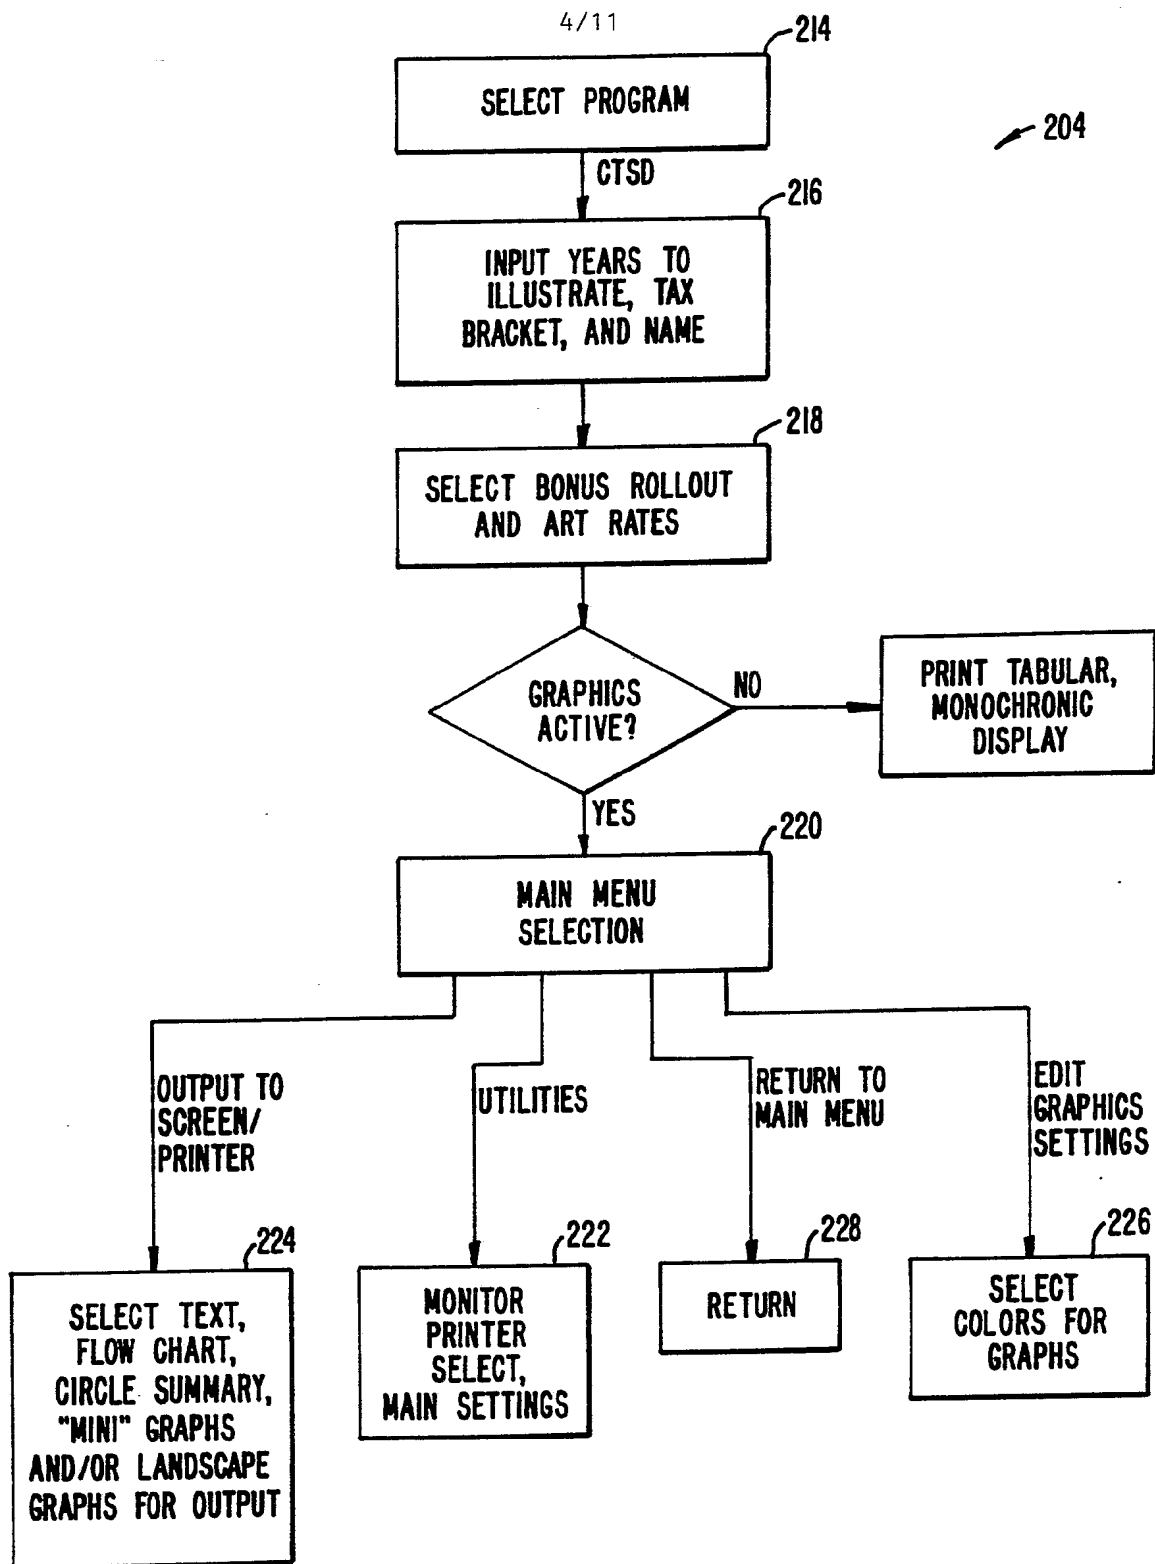 4/11
214
SELECT PROGRAM
204
CTSD
216
INPUT YEARS TO
ILLUSTRATE, TAX
BRACKET, AND NAME
218
SELECT BONUS ROLLOUT
AND ART RATES
GRAPHICS
ACTIVE?
NO
PRINT TABULAR,
MONOCHRONIC
DISPLAY
YES
220
MAIN MENU
SELECTION
OUTPUT TO
SCREEN/
PRINTER
UTILITIES
RETURN TO
MAIN MENU
EDIT
GRAPHICS
SETTINGS
224
SELECT TEXT,
FLOW CHART,
CIRCLE SUMMARY,
"MINI" GRAPHS
AND/OR LANDSCAPE
GRAPHS FOR OUTPUT
222
MONITOR
PRINTER
SELECT,
MAIN SETTINGS
228
RETURN
226
SELECT
COLORS FOR
GRAPHS